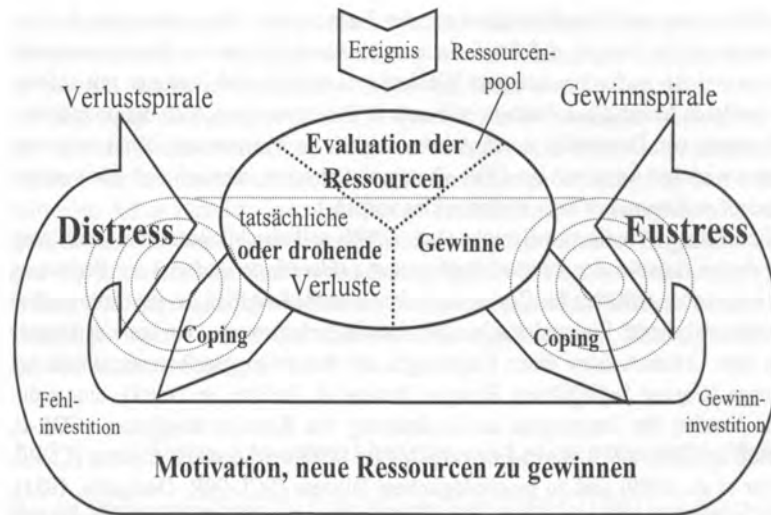 Ereignis
Ressourcen-
pool
Verlustspirale
Gewinnspirale
Evaluation der
Ressourcen
tatsächliche
oder drohende
Verluste
Gewinne
Distress
Eustress
Coping
Coping
Fehl-
investition
Gewinn-
investition
Motivation, neue Ressourcen zu gewinnen